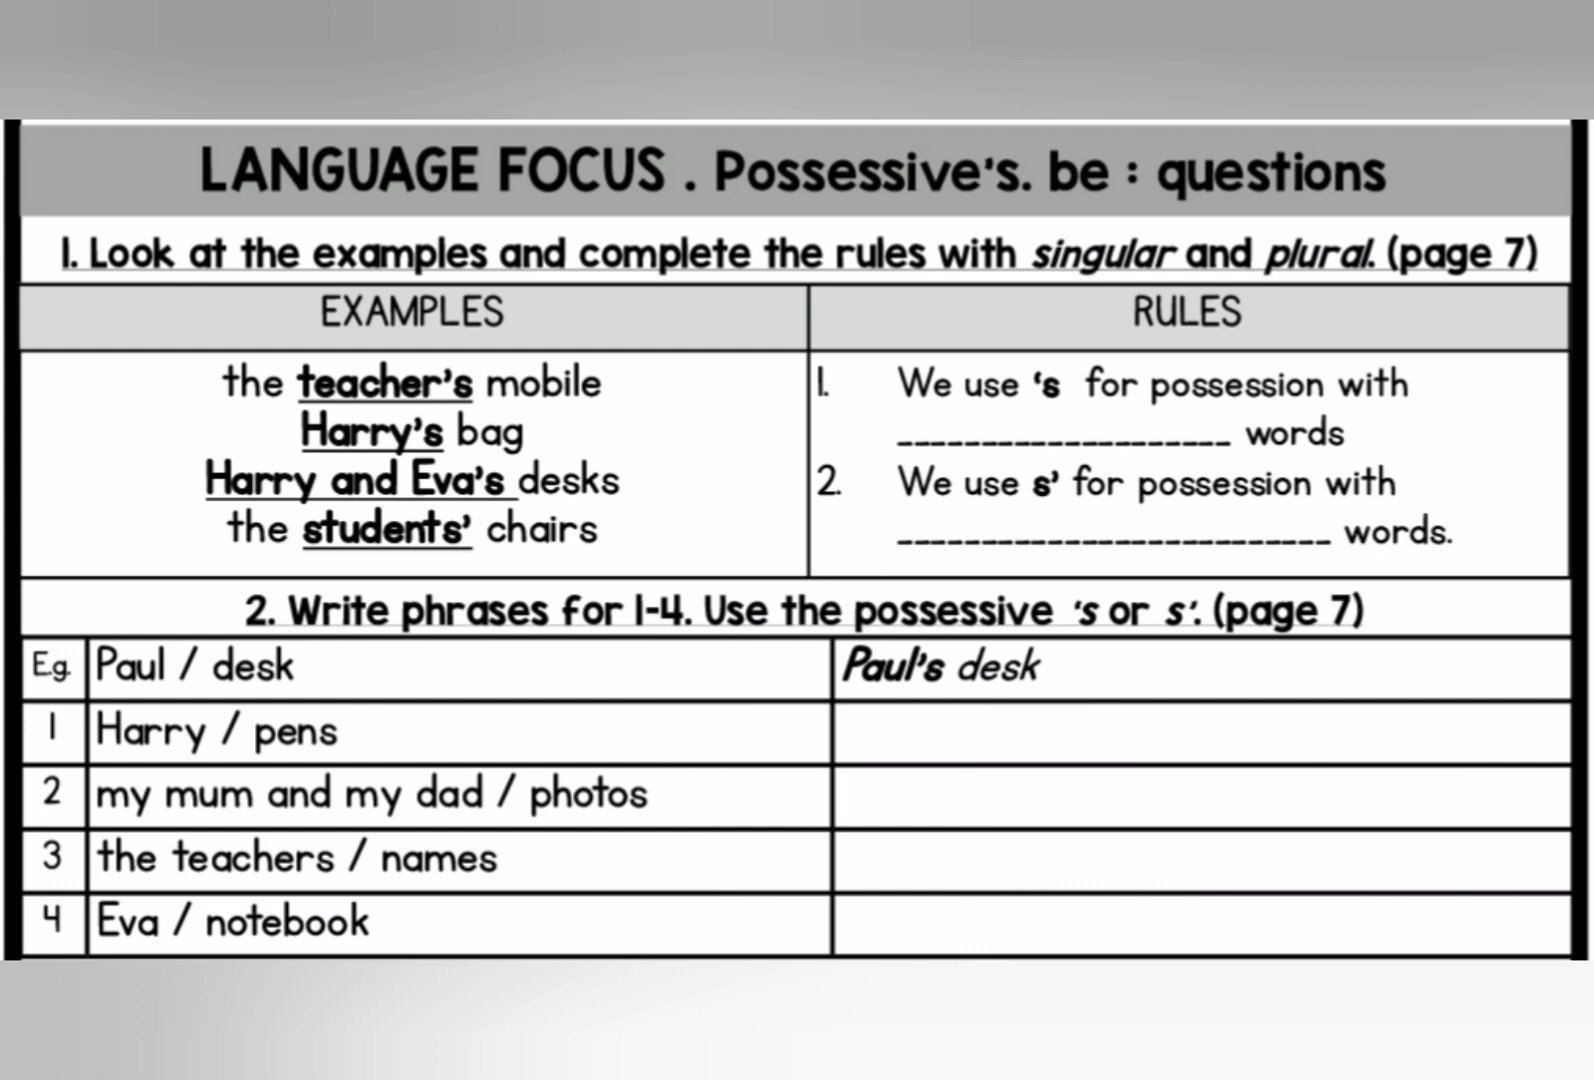 LANGUAGE FOCUS . Possessive's. be : questions
1. Look at the examples and complete the rules with singular and plural. (page 7)
EXAMPLES
RULES
the teacher's mobile
Harry's bag
Harry and Eva's desks
the students' chairs
1. We use 's for possession with
___________________ words
2. We use s' for possession with
_________________________ words.
2. Write phrases for 1-4. Use the possessive 's or s'. (page 7)
E.g. Paul / desk Paul's desk
1 Harry / pens
2 my mum and my dad / photos
3 the teachers / names
4 Eva / notebook